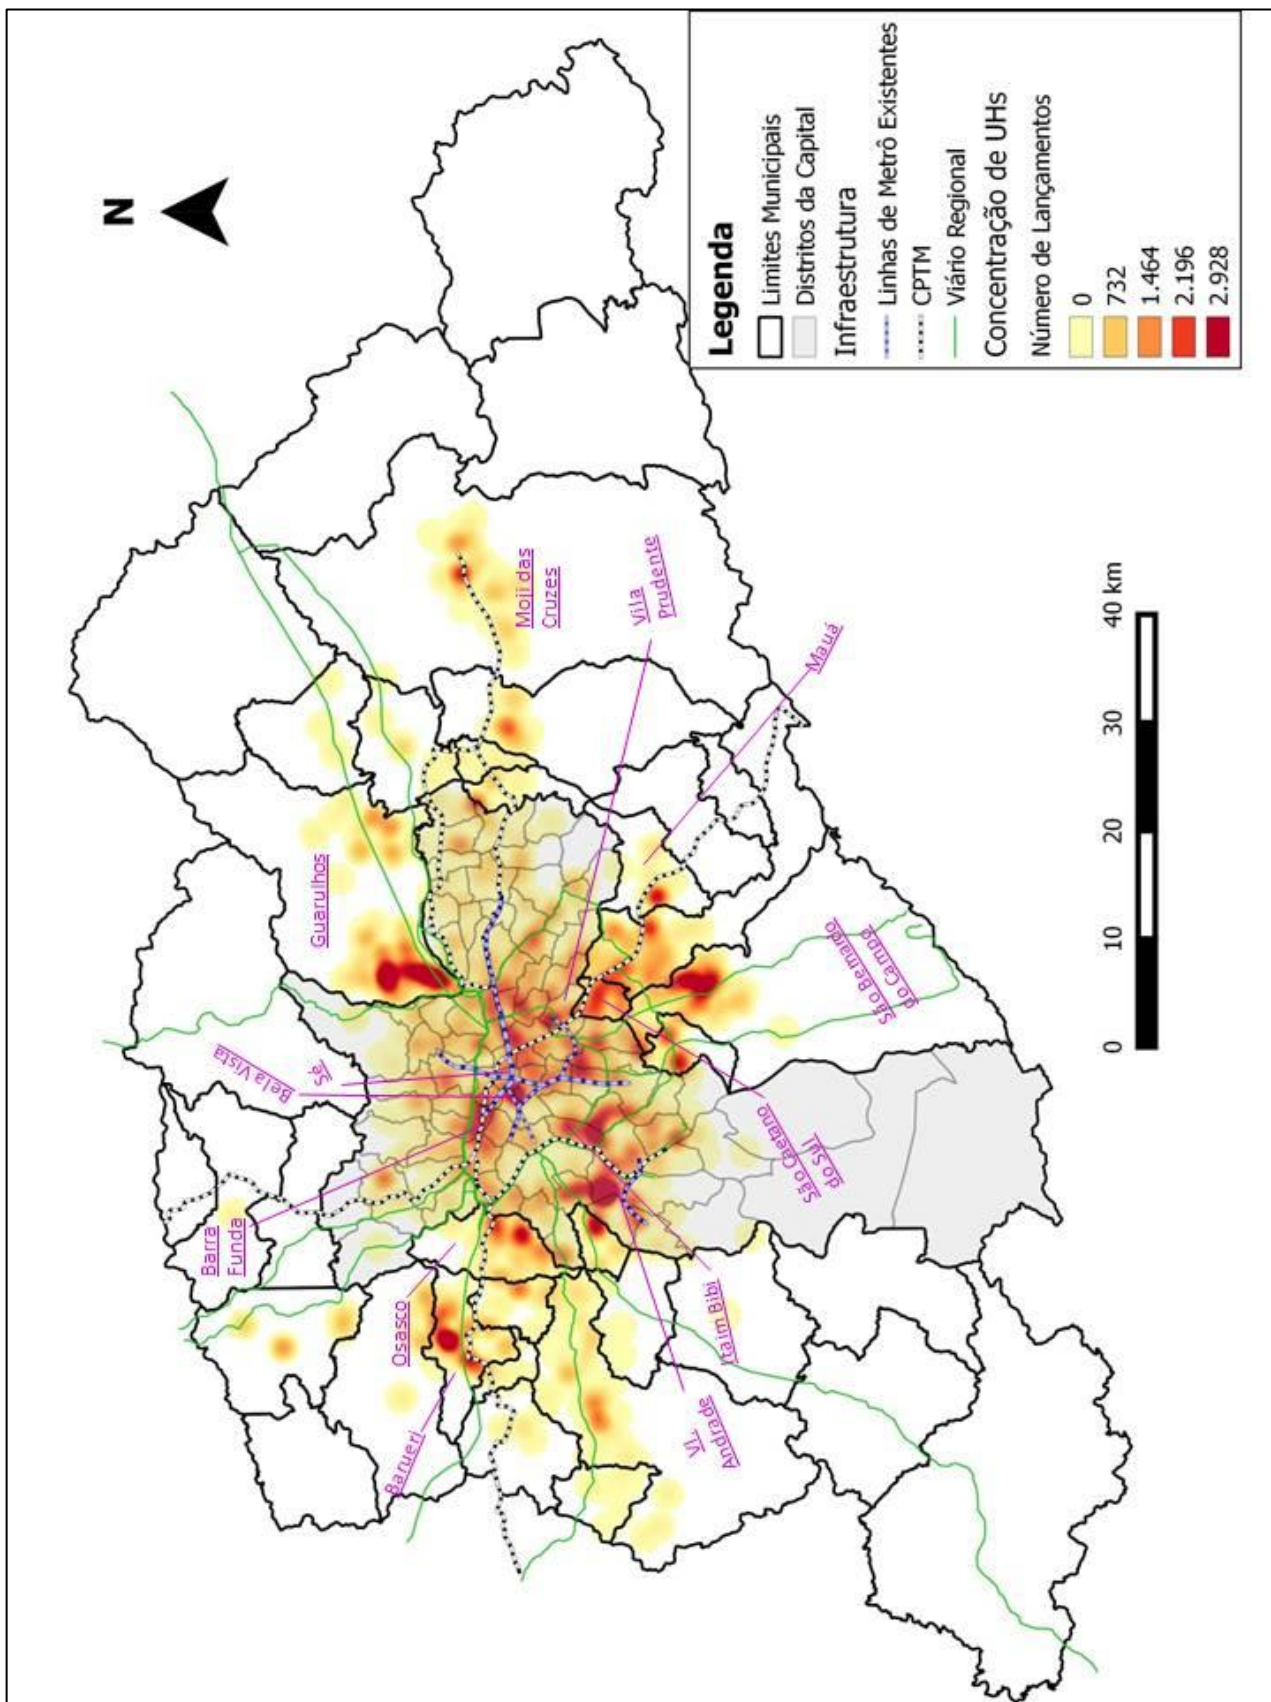 N
Guarulhos
Bela Vista
Sé
Barra
Funda
Osasco
Barueri
Moji das
Cruzes
Vila
Prudente
Mauá
São Bernardo
do Campo
São Caetano
do Sul
Itaim Bibi
VL.
Andrade
0
10
20
30
40 km
Legenda
Limites Municipais
Distritos da Capital
Infraestrutura
Linhas de Metrô Existentes
CPTM
Viário Regional
Concentração de UHs
Número de Lançamentos
0
732
1.464
2.196
2.928